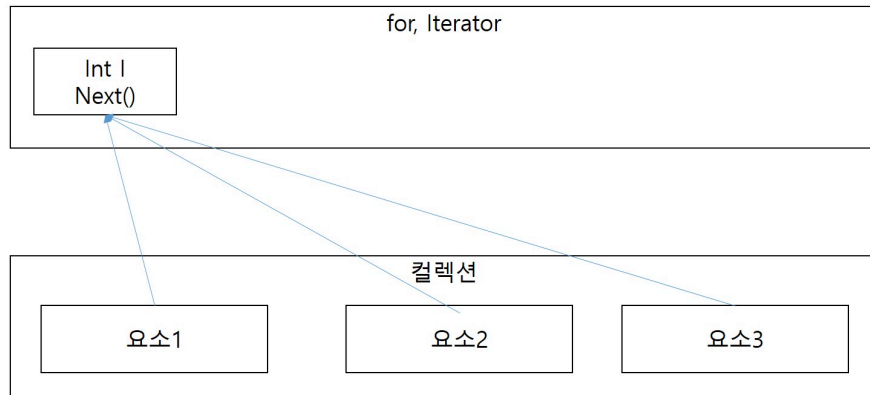 for, Iterator
Int I
Next()
컬렉션
요소1
요소2
요소3